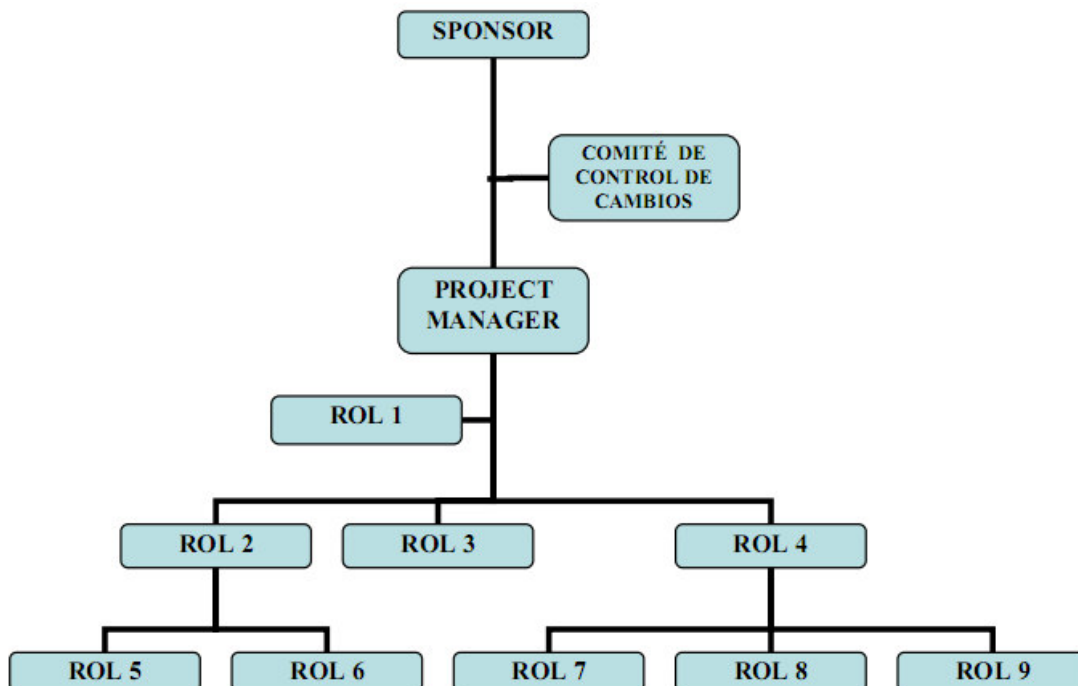 SPONSOR
COMITÉ DE
CONTROL DE
CAMBIOS
PROJECT
MANAGER
ROL 1
ROL 2
ROL 3
ROL 4
ROL 5
ROL 6
ROL 7
ROL 8
ROL 9